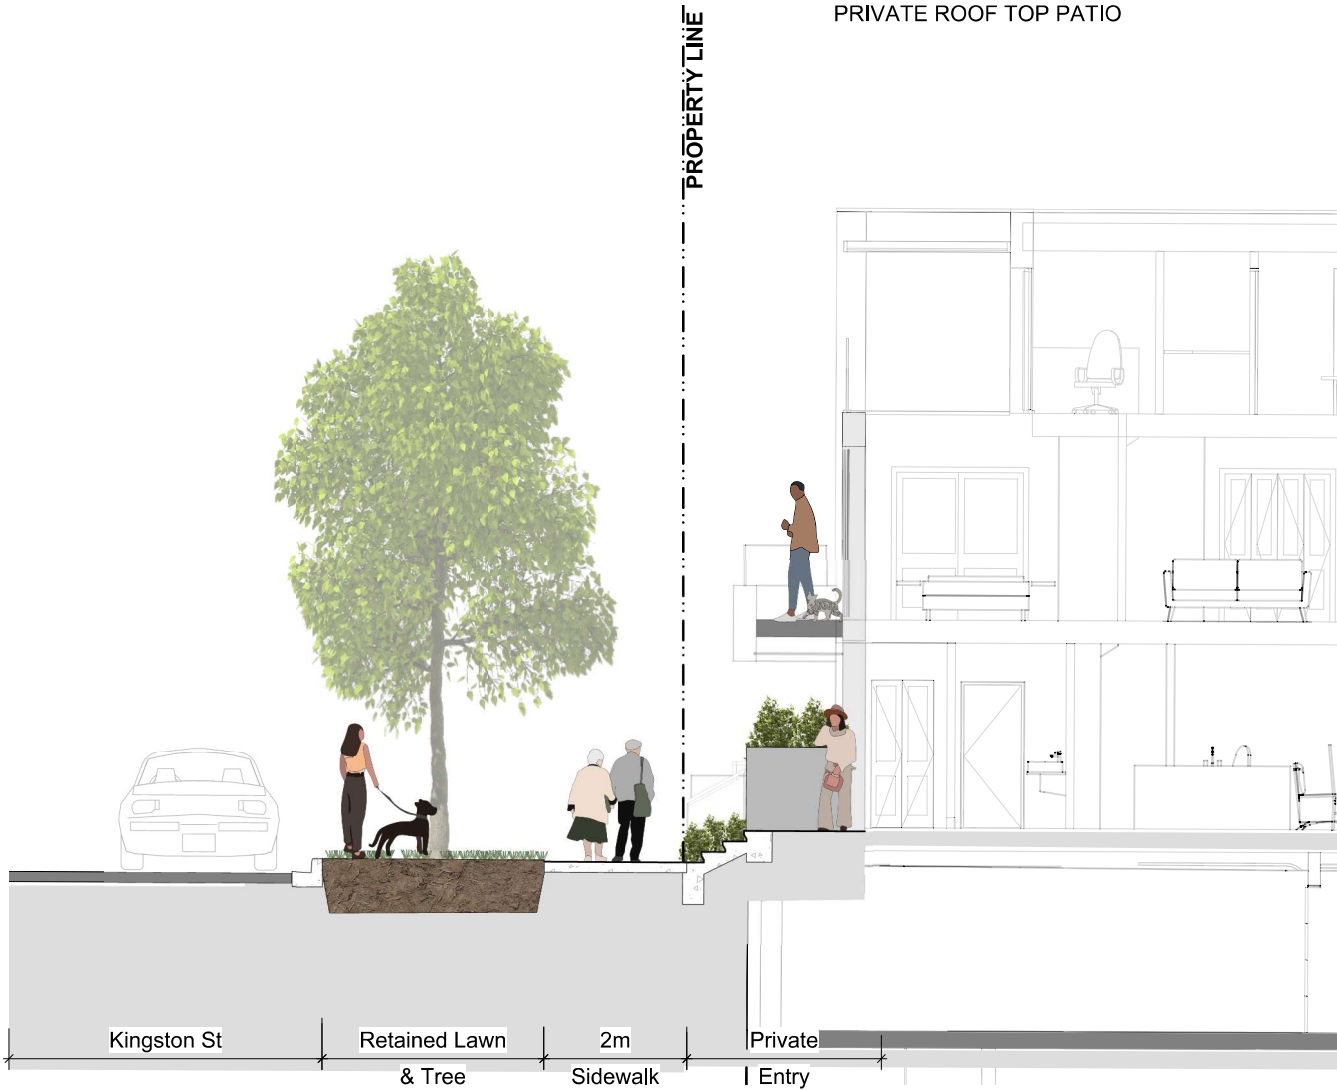 PRIVATE ROOF TOP PATIO
PROPERTY LINE
Kingston St
Retained Lawn
& Tree
2m
Sidewalk
Private
Entry